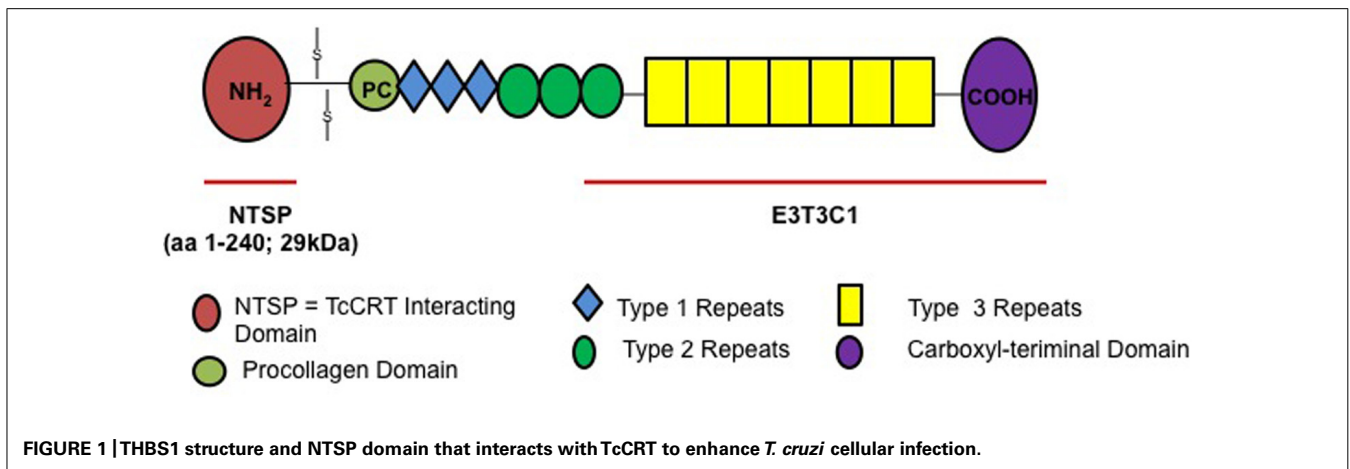 S
NH2
PC
COOH
S
NTSP
(aa 1-240; 29kDa)
E3T3C1
NTSP = TcCRT Interacting
Domain
Procollagen Domain
Type 1 Repeats
Type 2 Repeats
Type 3 Repeats
Carboxyl-teriminal Domain
FIGURE 1 | THBS1 structure and NTSP domain that interacts with TcCRT to enhance T. cruzi cellular infection.